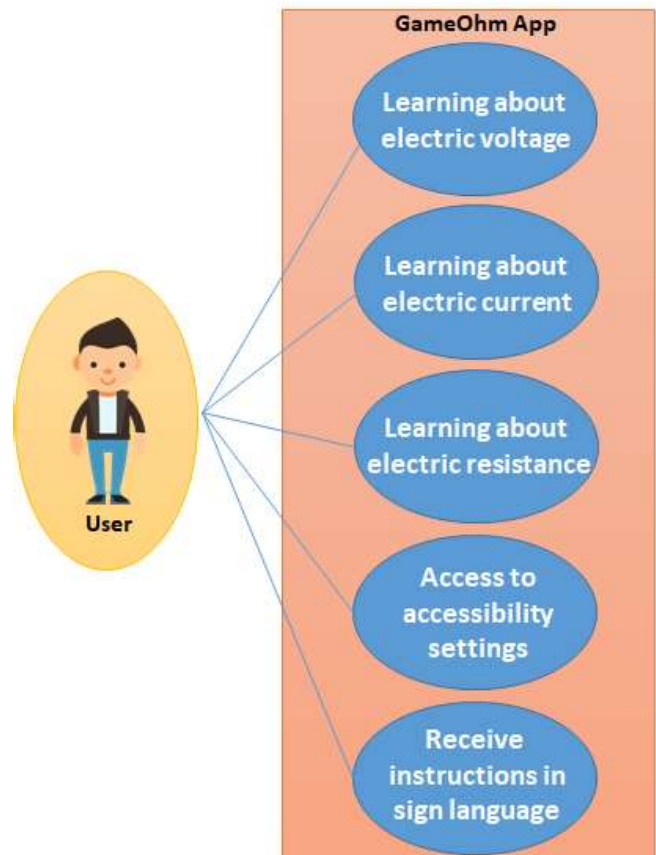 GameOhm App
Learning about
electric voltage
Learning about
electric current
Learning about
electric resistance
User
Access to
accessibility
settings
Receive
instructions in
sign language